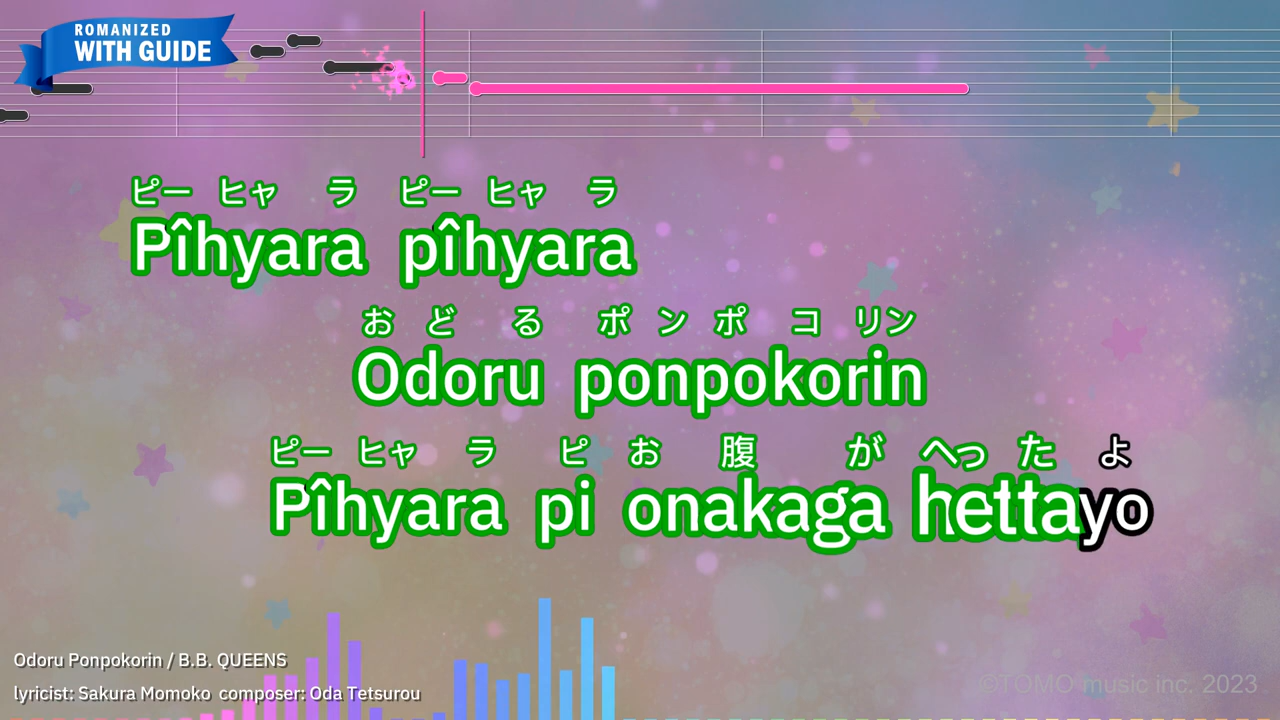 ROMANIZED
WITH GUIDE
ピー ヒャ ラ ピー ヒャ ラ
Pîhyara pîhyara
お ど る ポ ン ポ コ リン
Odoru ponpokorin
ピー ヒャ ラ ピ お 腹 が へっ た よ
Pîhyara pi onakaga hettayo
Odoru Ponpokorin / B.B. QUEENS
lyricist: Sakura Momoko composer: Oda Tetsurou
©TOMO music inc. 2023